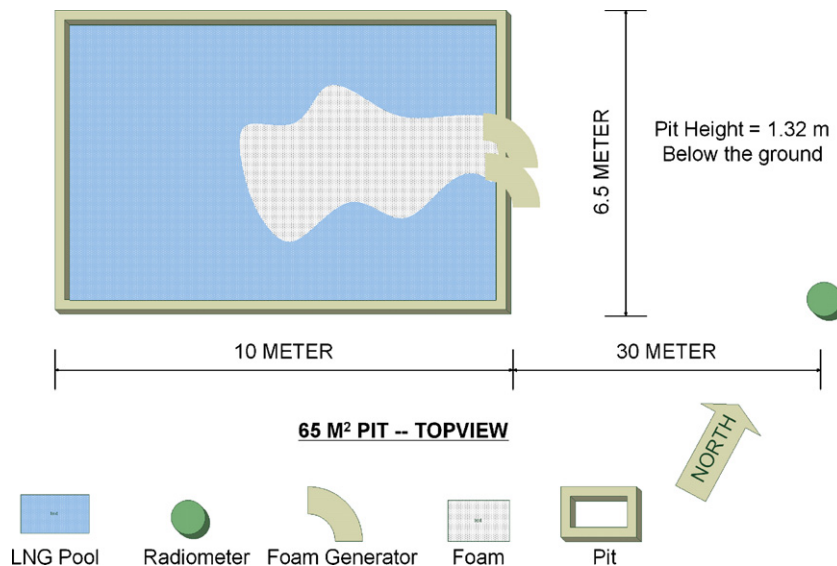 6.5 METER
Pit Height = 1.32 m
Below the ground
10 METER
30 METER
65 M² PIT -- TOPVIEW
NORTH
LNG Pool
Radiometer
Foam Generator
Foam
Pit